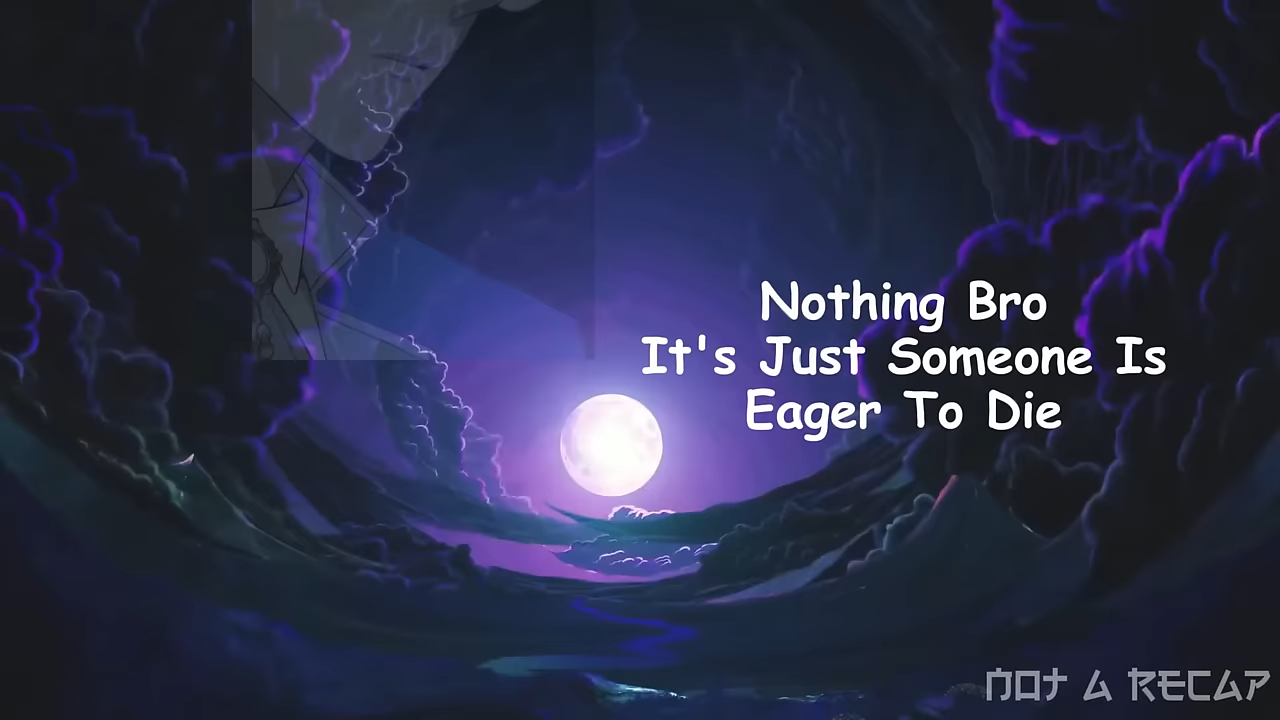 Nothing Bro
It's Just Someone Is
Eager To Die
NOT A RECAP